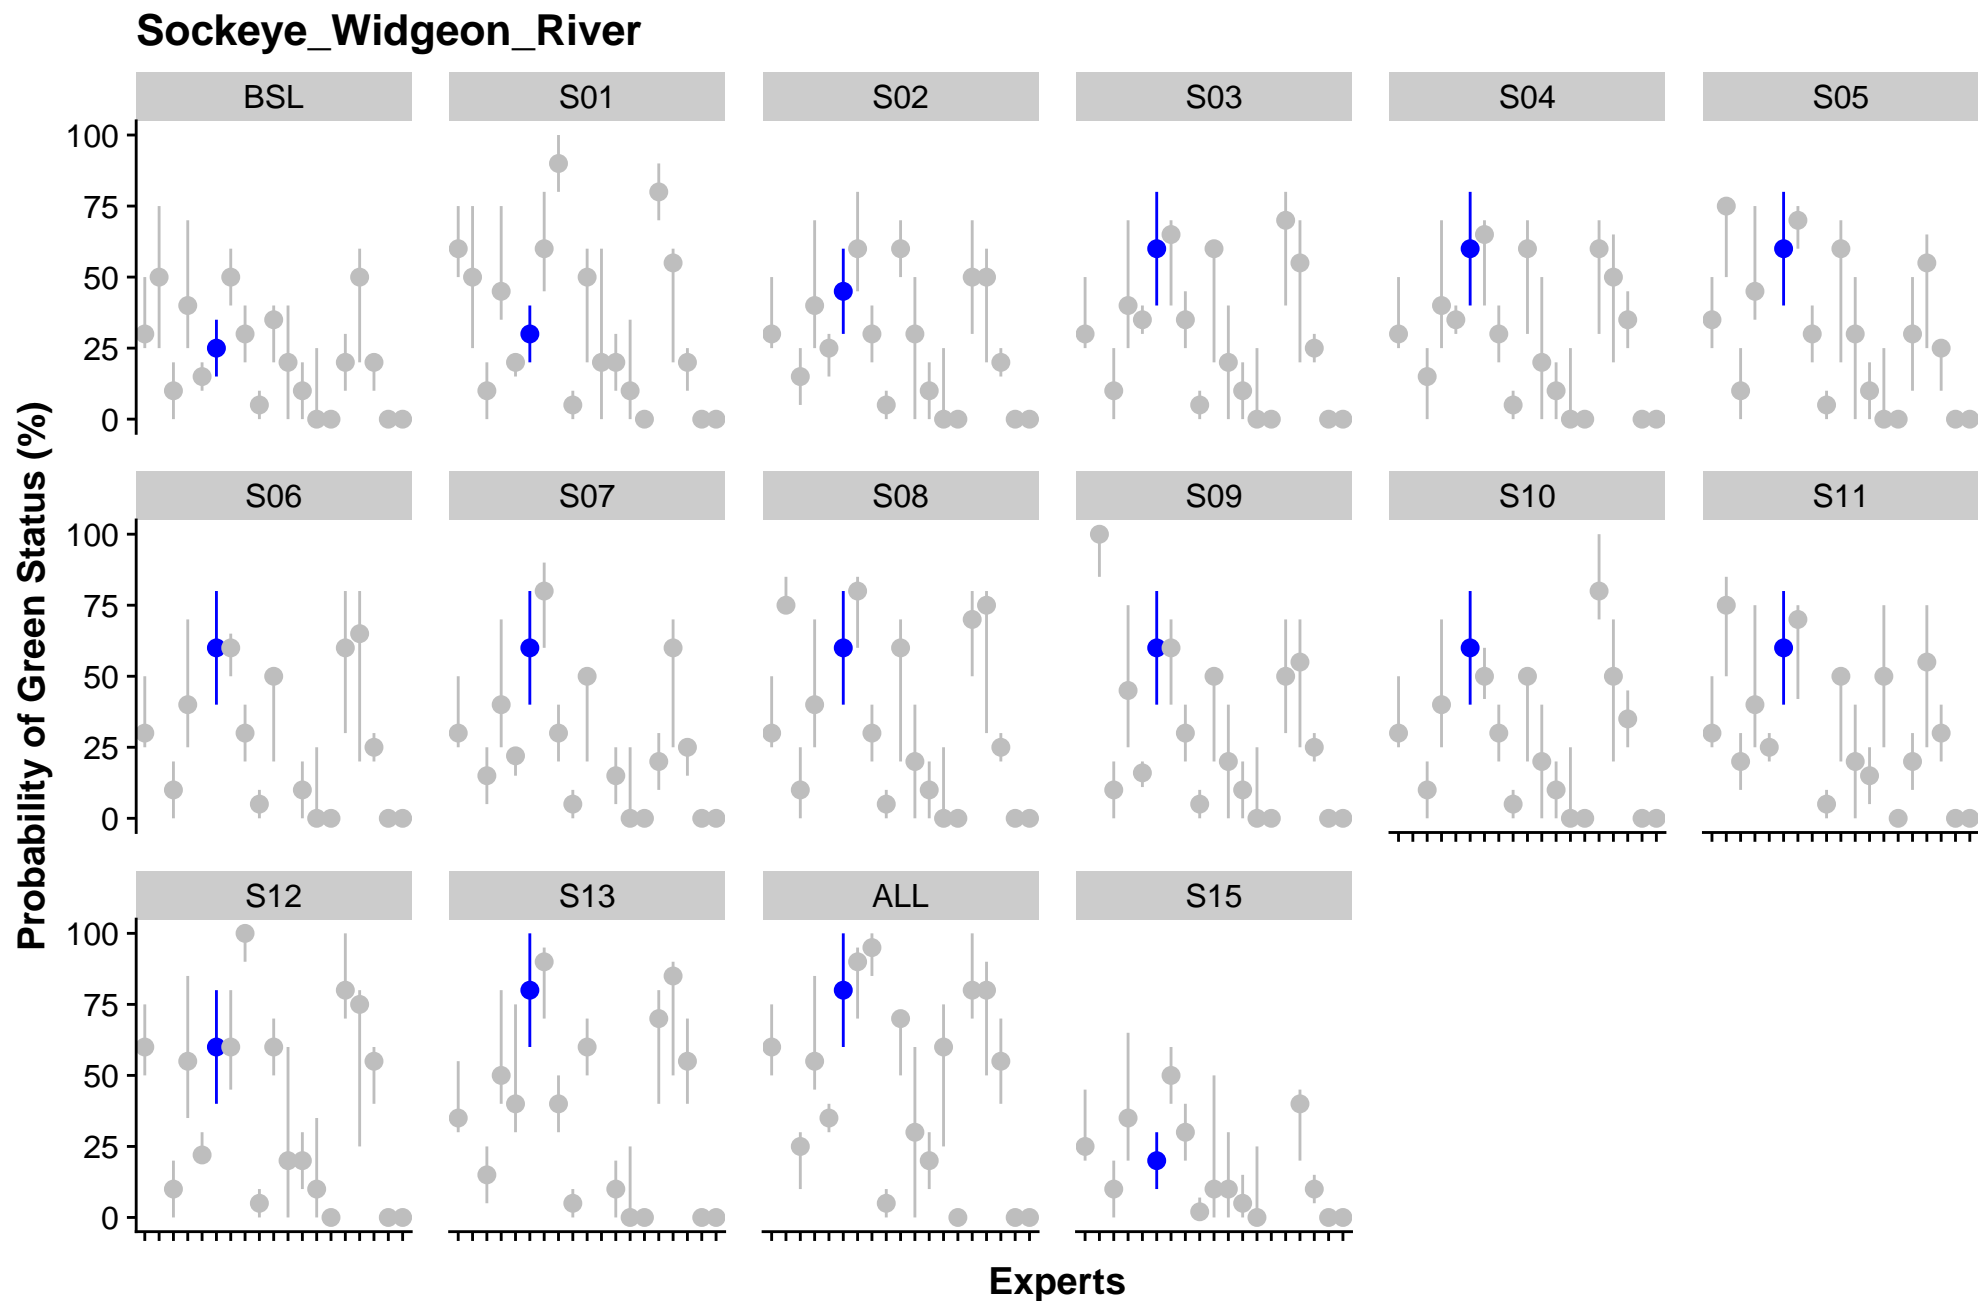 Sockeye_Widgeon_River
BSL S01 S02 S03 S04 S05
100
75
50
25
0
S06 S07 S08 S09 S10 S11
100
75
50
25
0
S12 S13 ALL S15
100
75
50
25
0
Probability of Green Status (%)
Experts